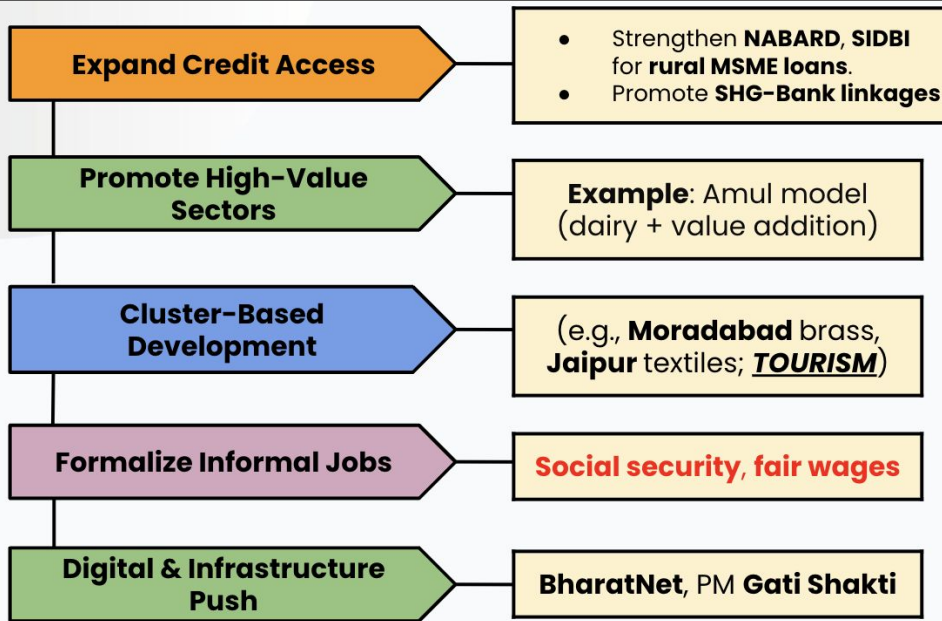 Expand Credit Access
● Strengthen NABARD, SIDBI
for rural MSME loans.
● Promote SHG-Bank linkages
Promote High-Value
Sectors
Example: Amul model
(dairy + value addition)
Cluster-Based
Development
(e.g., Moradabad brass,
Jaipur textiles; TOURISM)
Formalize Informal Jobs
Social security, fair wages
Digital & Infrastructure
Push
BharatNet, PM Gati Shakti